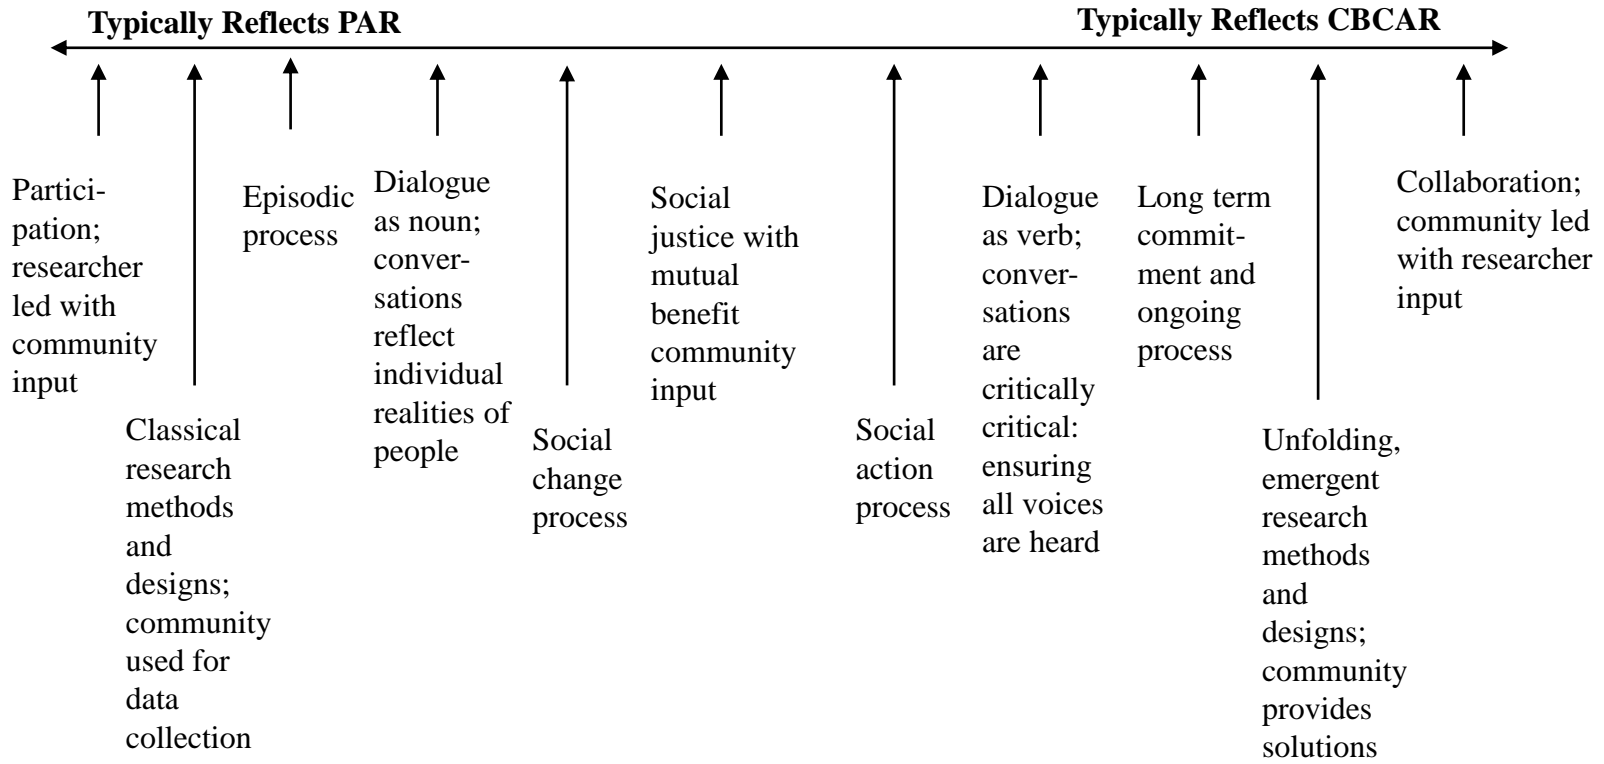 Typically Reflects PAR
Typically Reflects CBCAR
Partici-
pation;
researcher
led with
community
input
Classical
research
methods
and
designs;
community
used for
data
collection
Episodic
process
Dialogue
as noun;
conver-
sations
reflect
individual
realities of
people
Social
change
process
Social
justice with
mutual
benefit
community
input
Social
action
process
Dialogue
as verb;
conver-
sations
are
critically
critical:
ensuring
all voices
are heard
Long term
commit-
ment and
ongoing
process
Unfolding,
emergent
research
methods
and
designs;
community
provides
solutions
Collaboration;
community led
with researcher
input